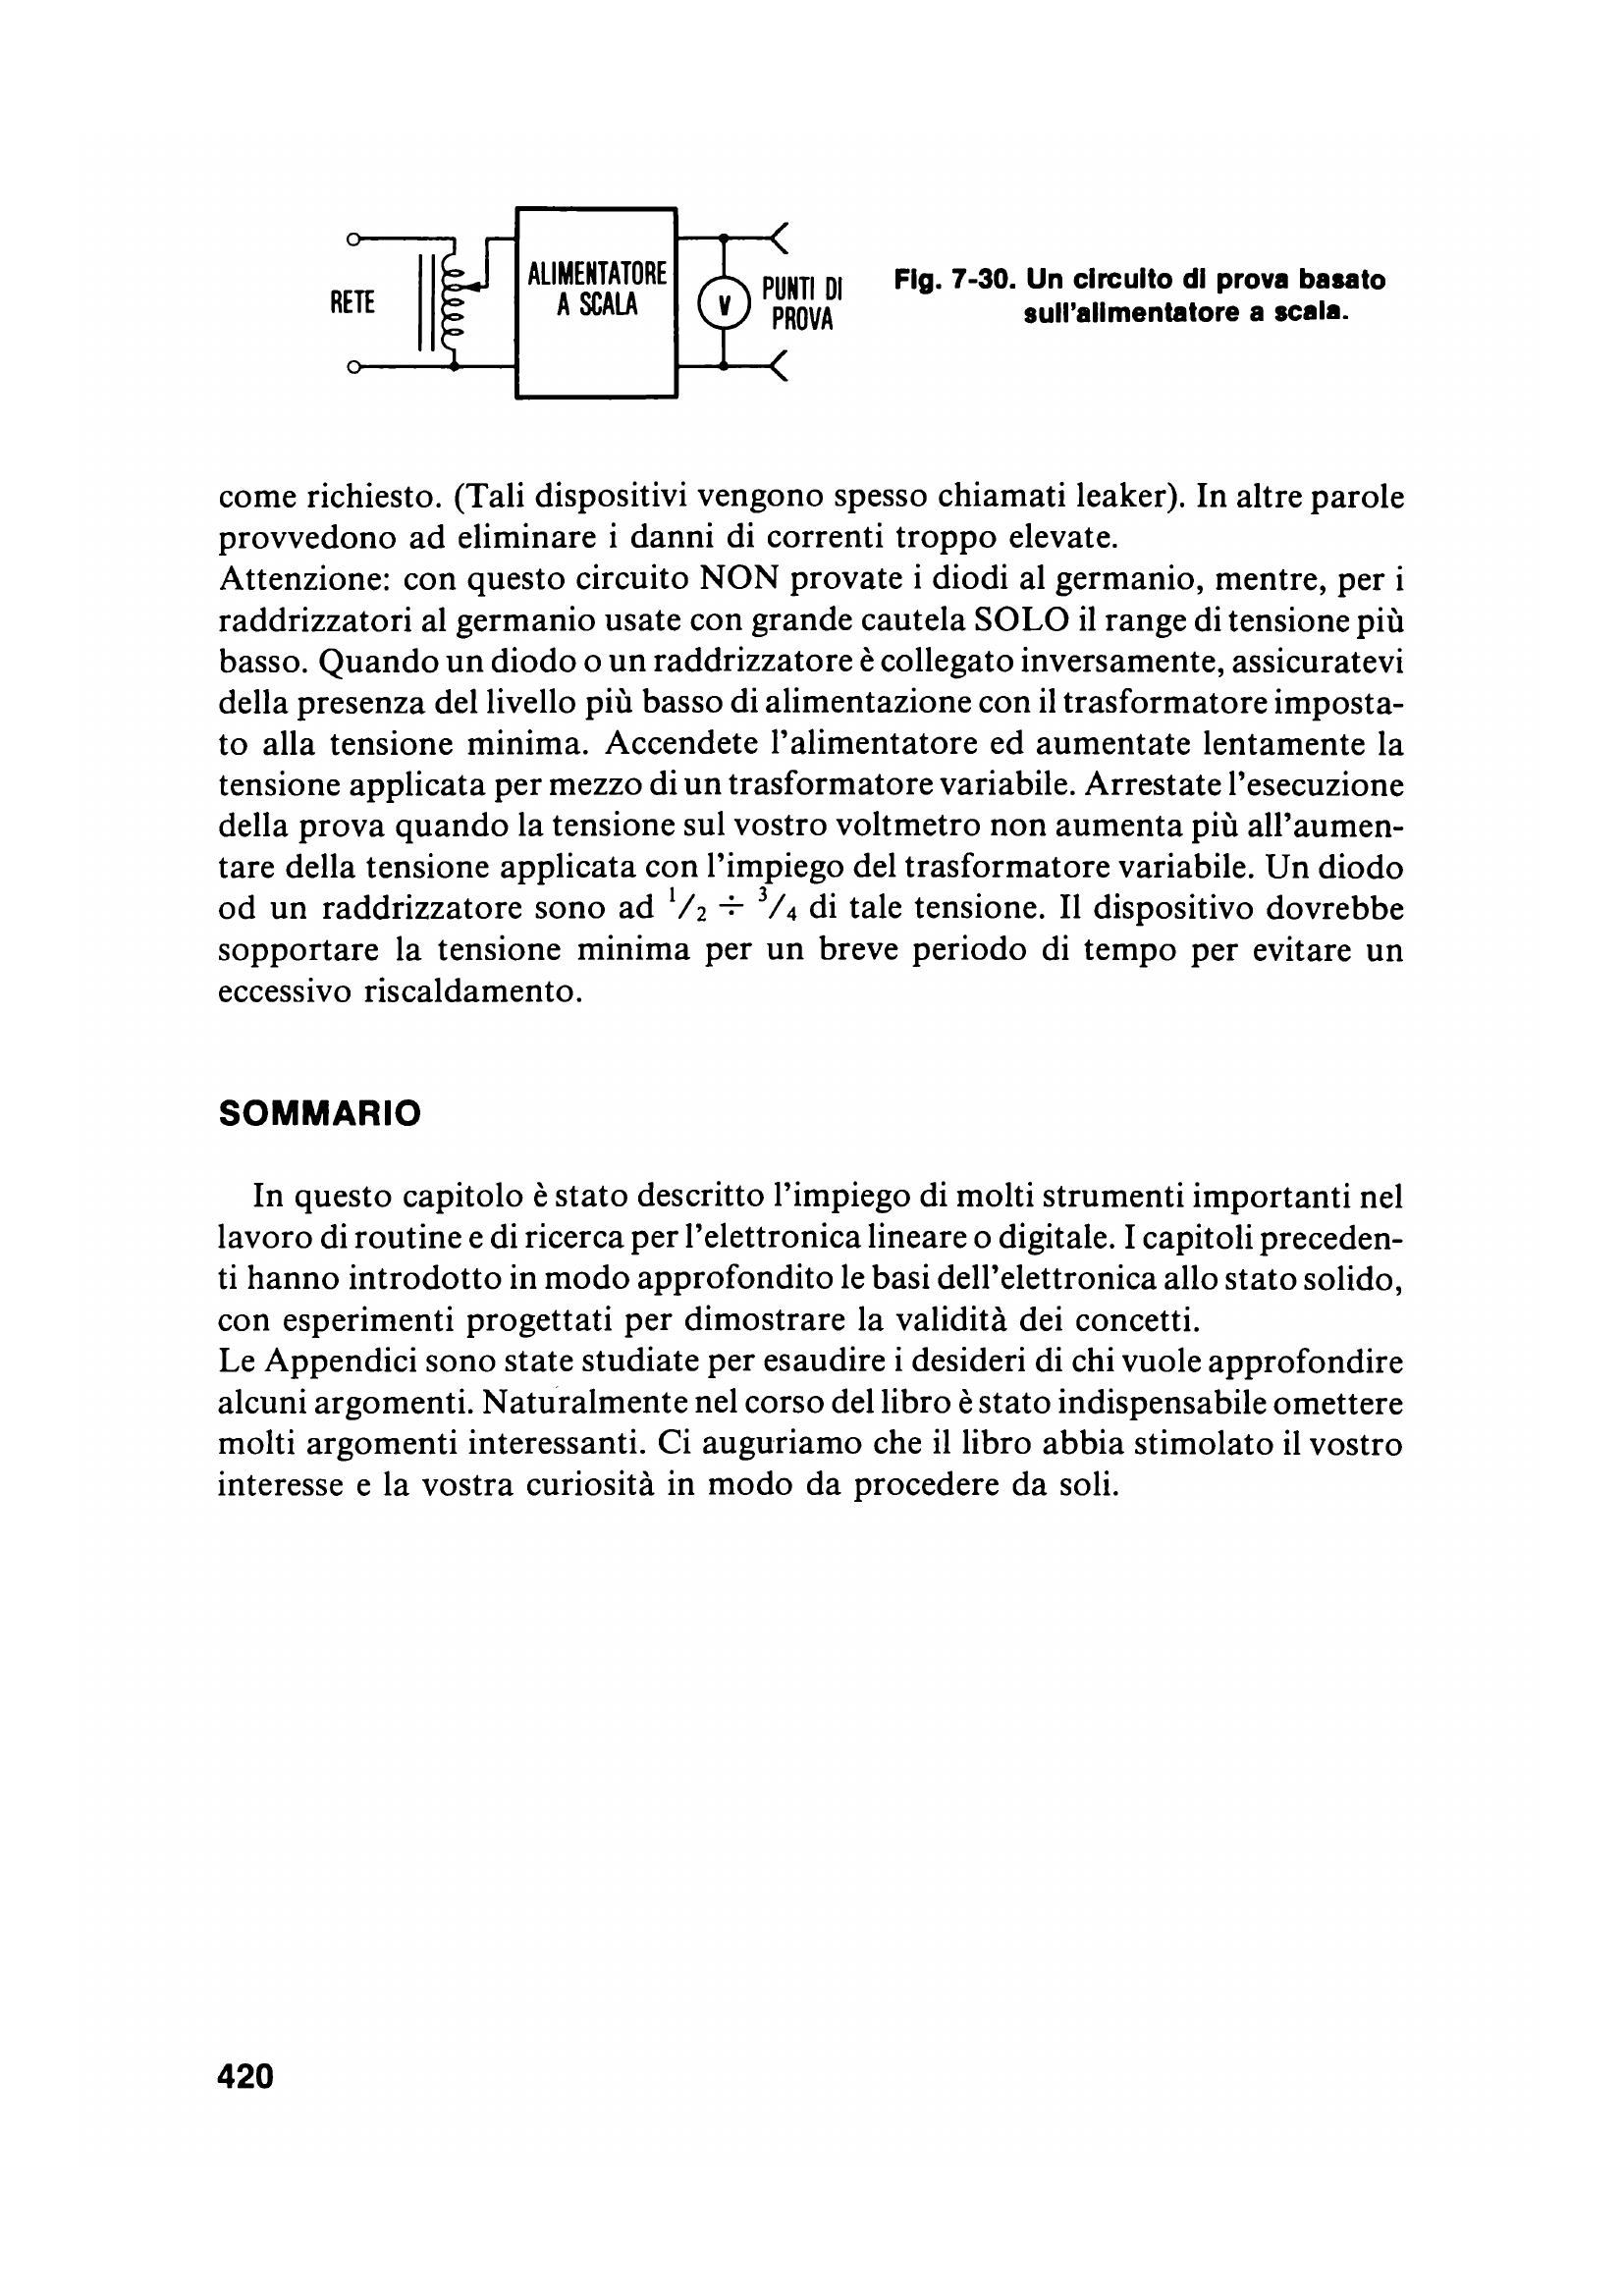 RETE
ALIMENTATORE
A SCALA
V
PUNTI DI
PROVA
Fig. 7-30. Un circuito di prova basato
sull'alimentatore a scala.
come richiesto. (Tali dispositivi vengono spesso chiamati leaker). In altre parole
provvedono ad eliminare i danni di correnti troppo elevate.
Attenzione: con questo circuito NON provate i diodi al germanio, mentre, per i
raddrizzatori al germanio usate con grande cautela SOLO il range di tensione più
basso. Quando un diodo o un raddrizzatore è collegato inversamente, assicuratevi
della presenza del livello più basso di alimentazione con il trasformatore imposta-
to alla tensione minima. Accendete l'alimentatore ed aumentate lentamente la
tensione applicata per mezzo di un trasformatore variabile. Arrestate l'esecuzione
della prova quando la tensione sul vostro voltmetro non aumenta più all'aumen-
tare della tensione applicata con l'impiego del trasformatore variabile. Un diodo
od un raddrizzatore sono ad 1/2 ÷ 3/4 di tale tensione. Il dispositivo dovrebbe
sopportare la tensione minima per un breve periodo di tempo per evitare un
eccessivo riscaldamento.
SOMMARIO
In questo capitolo è stato descritto l'impiego di molti strumenti importanti nel
lavoro di routine e di ricerca per l'elettronica lineare o digitale. I capitoli preceden-
ti hanno introdotto in modo approfondito le basi dell'elettronica allo stato solido,
con esperimenti progettati per dimostrare la validità dei concetti.
Le Appendici sono state studiate per esaudire i desideri di chi vuole approfondire
alcuni argomenti. Naturalmente nel corso del libro è stato indispensabile omettere
molti argomenti interessanti. Ci auguriamo che il libro abbia stimolato il vostro
interesse e la vostra curiosità in modo da procedere da soli.
420